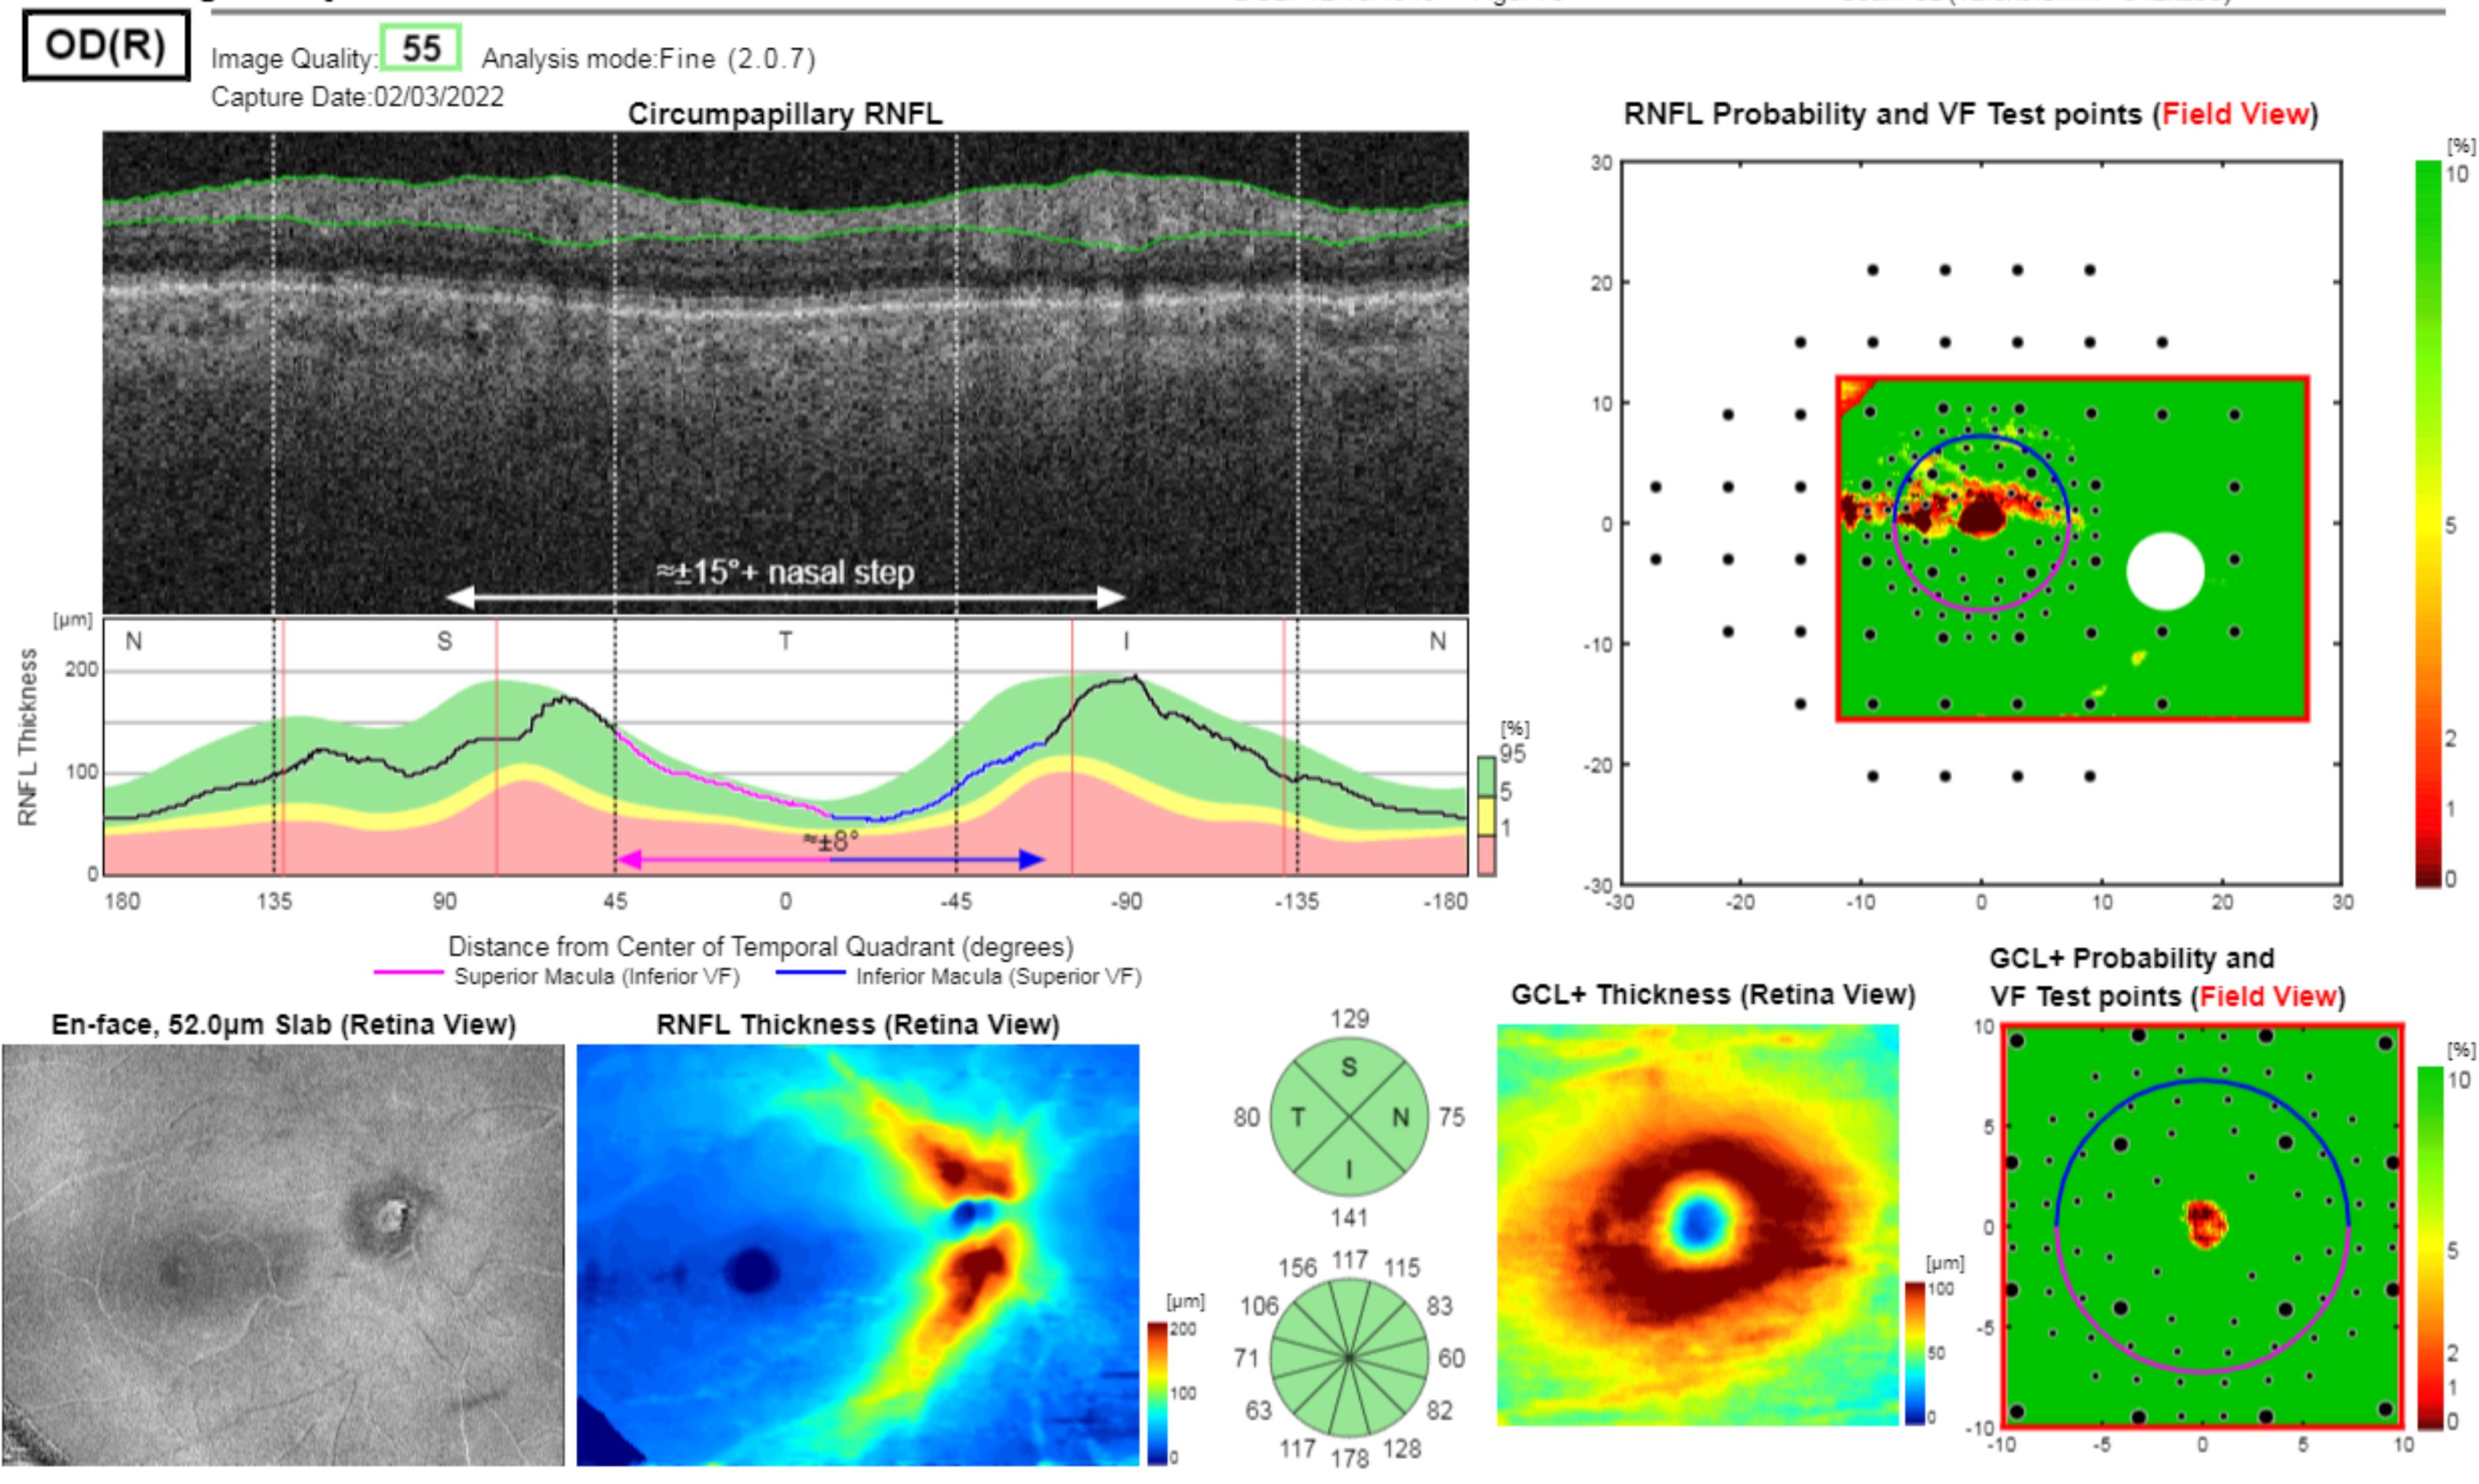 OD(R)
Image Quality: 55 Analysis mode:Fine (2.0.7)
Capture Date:02/03/2022
Circumpapillary RNFL
≈±15°+ nasal step
[µm]
N S T I N
200
100
0
RNFL Thickness
≈±8°
[%]
95
5
1
180 135 90 45 0 -45 -90 -135 -180
Distance from Center of Temporal Quadrant (degrees)
Superior Macula (Inferior VF) Inferior Macula (Superior VF)
RNFL Probability and VF Test points (Field View)
30
20
10
0
-10
-20
-30
-30 -20 -10 0 10 20 30
[%]
10
5
2
1
0
En-face, 52.0µm Slab (Retina View)
RNFL Thickness (Retina View)
[µm]
200
100
0
129
S
80 T N 75
I
141
156 117 115
106 83
71 60
63 82
117 178 128
GCL+ Thickness (Retina View)
[µm]
100
50
0
GCL+ Probability and
VF Test points (Field View)
10
5
0
-5
-10
-10 -5 0 5 10
[%]
10
5
2
1
0